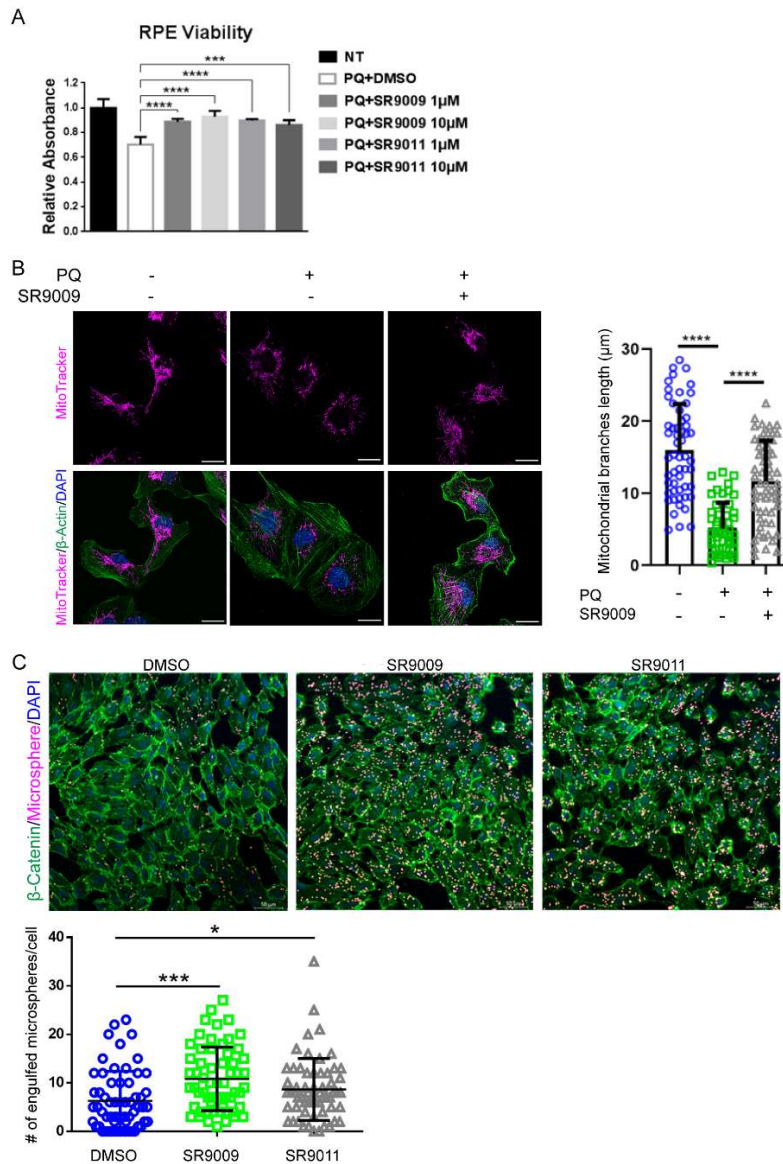 A
RPE Viability
Relative Absorbance
1.2
1.0
0.8
0.6
0.4
0.2
0.0
***
****
****
****
NT
PQ+DMSO
PQ+SR9009 1µM
PQ+SR9009 10µM
PQ+SR9011 1µM
PQ+SR9011 10µM
B
PQ - + +
SR9009 - - +
MitoTracker
MitoTracker/β-Actin/DAPI
Mitochondrial branches length (µm)
30
20
10
0
**** ****
PQ - + +
SR9009 - - +
C
DMSO SR9009 SR9011
β-Catenin/Microsphere/DAPI
# of engulfed microspheres/cell
40
30
20
10
0
*
***
DMSO SR9009 SR9011